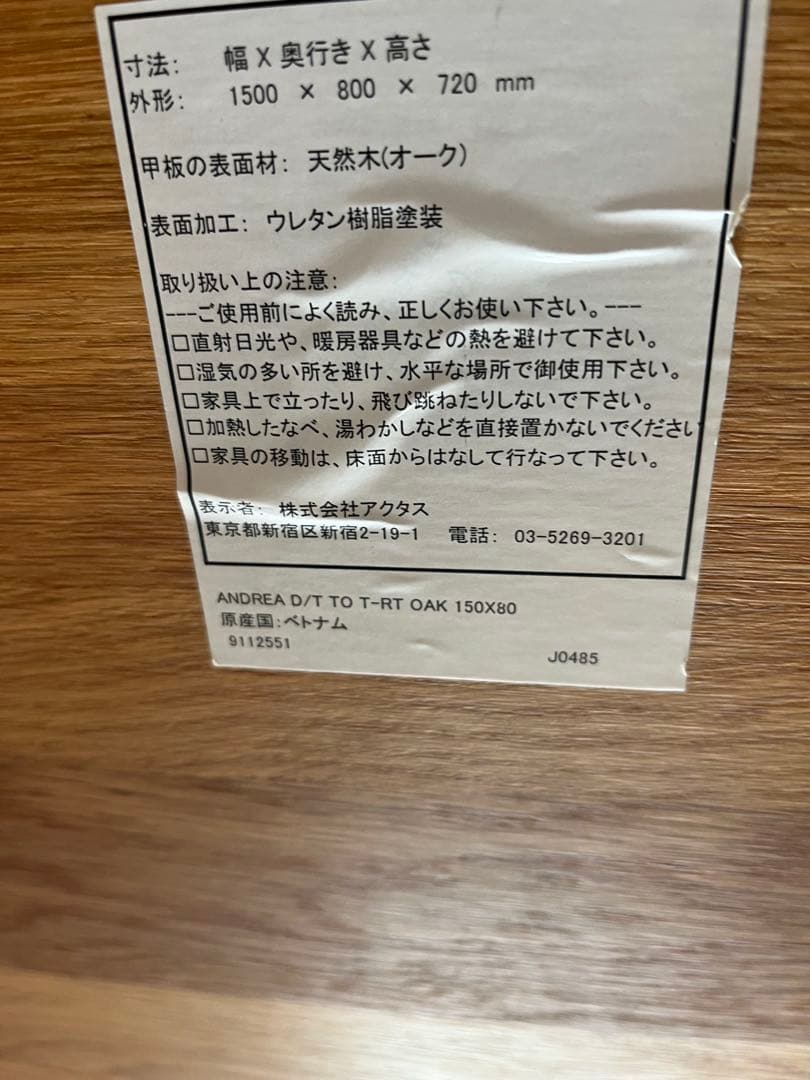 寸法: 幅 X 奥行き X 高さ
外形: 1500 × 800 × 720 mm
甲板の表面材: 天然木(オーク)
表面加工: ウレタン樹脂塗装
取り扱い上の注意:
---ご使用前によく読み、正しくお使い下さい。---
□直射日光や、暖房器具などの熱を避けて下さい。
□湿気の多い所を避け、水平な場所で御使用下さい。
□家具上で立ったり、飛び跳ねたりしないで下さい。
□加熱したなべ、湯わかしなどを直接置かないでください
□家具の移動は、床面からはなして行なって下さい。
表示者: 株式会社アクタス
東京都新宿区新宿2-19-1 電話: 03-5269-3201
ANDREA D/T TO T-RT OAK 150X80
原産国:ベトナム
9112551
J0485